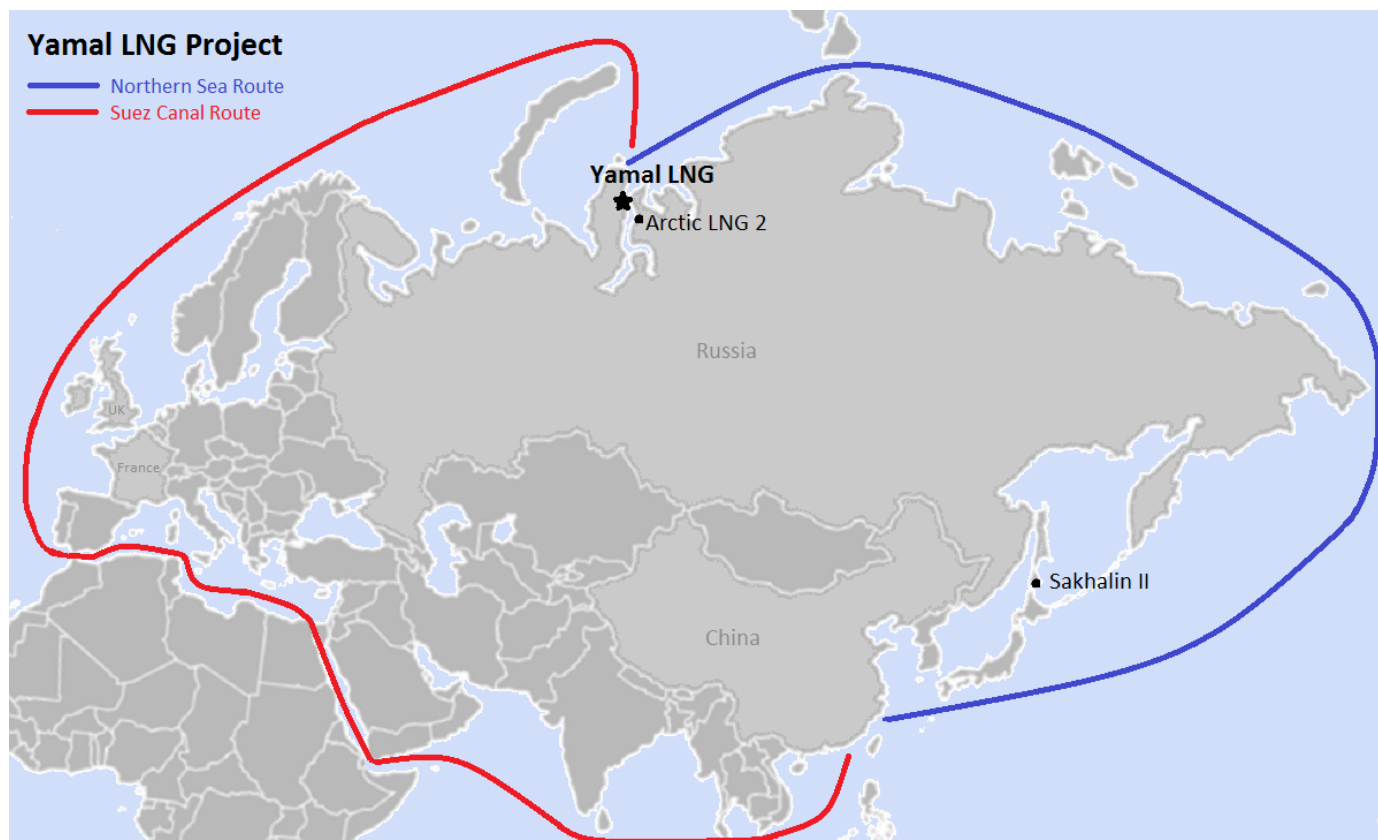 Yamal LNG Project
Northern Sea Route
Suez Canal Route
Yamal LNG
Arctic LNG 2
Russia
UK
France
Sakhalin II
China